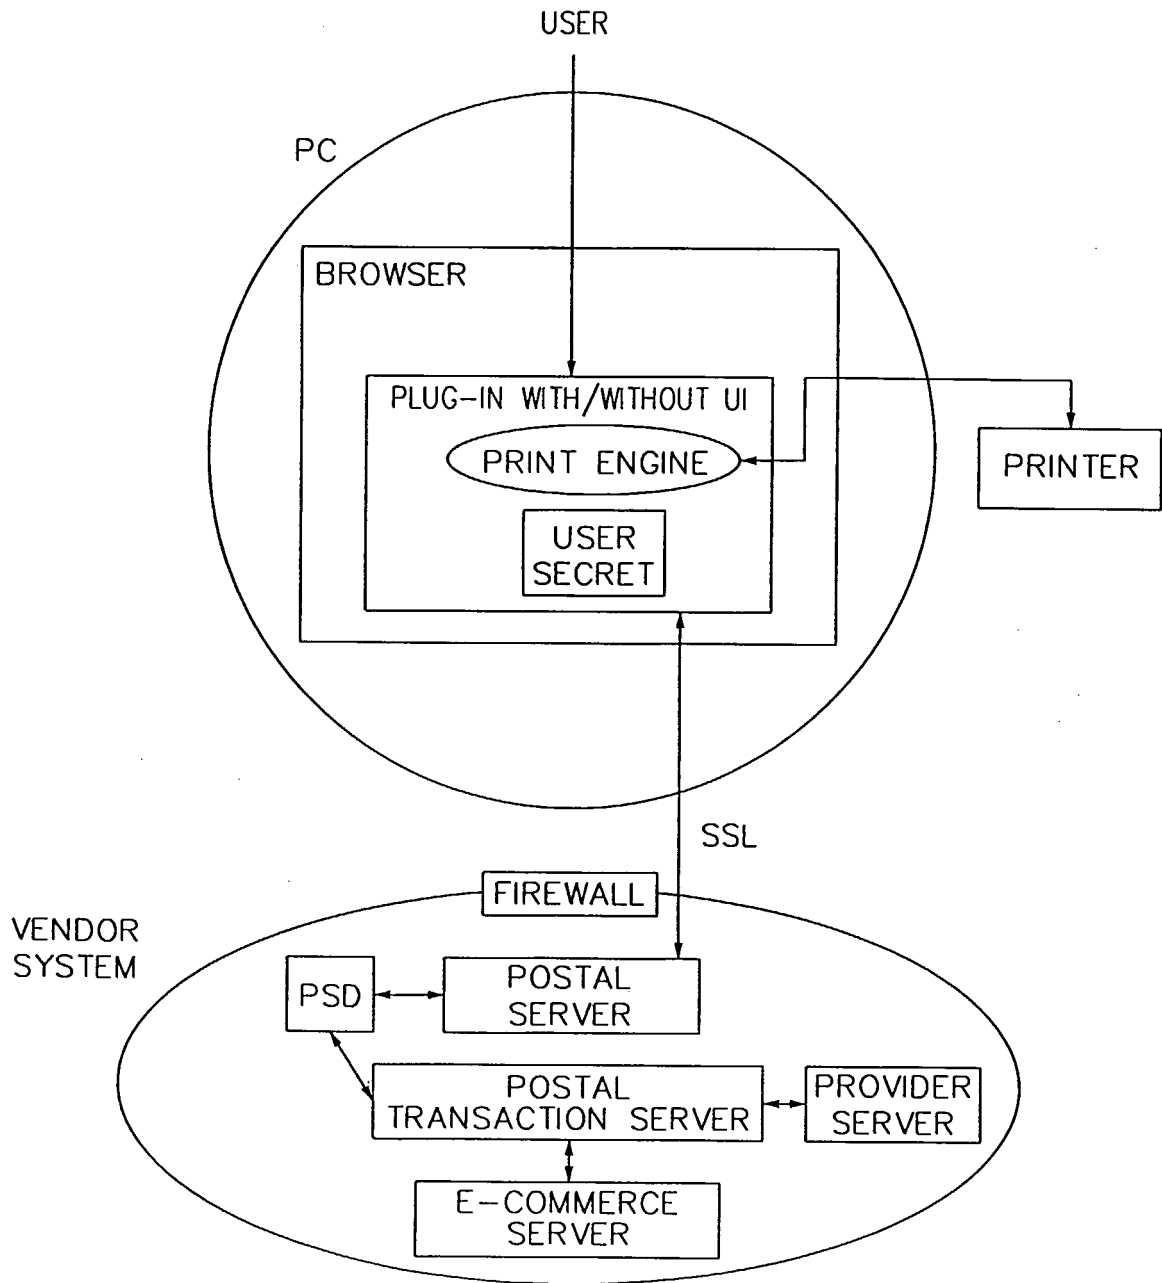 USER
PC
BROWSER
PLUG-IN WITH/WITHOUT UI
PRINT ENGINE
PRINTER
USER
SECRET
SSL
FIREWALL
VENDOR
SYSTEM
PSD
POSTAL
SERVER
POSTAL
TRANSACTION SERVER
PROVIDER
SERVER
E-COMMERCE
SERVER